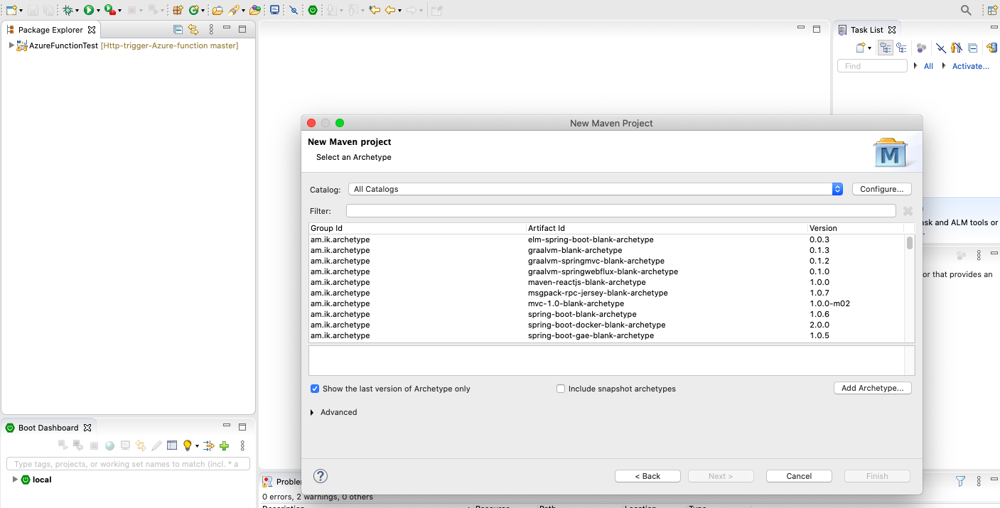 Package Explorer
AzureFunctionTest [Http-trigger-Azure-function master]
Task List
Find
All
Activate...
New Maven Project
New Maven project
Select an Archetype
M
Catalog: All Catalogs Configure...
Filter:
Group Id Artifact Id Version
am.ik.archetype elm-spring-boot-blank-archetype 0.0.3
am.ik.archetype graalvm-blank-archetype 0.1.3
am.ik.archetype graalvm-springmvc-blank-archetype 0.1.2
am.ik.archetype graalvm-springwebflux-blank-archetype 0.1.0
am.ik.archetype maven-reactjs-blank-archetype 1.0.0
am.ik.archetype msgpack-rpc-jersey-blank-archetype 1.0.7
am.ik.archetype mvc-1.0-blank-archetype 1.0.0-m02
am.ik.archetype spring-boot-blank-archetype 1.0.6
am.ik.archetype spring-boot-docker-blank-archetype 2.0.0
am.ik.archetype spring-boot-gae-blank-archetype 1.0.5
Show the last version of Archetype only Include snapshot archetypes Add Archetype...
Advanced
? < Back Next > Cancel Finish
and ALM tools or
or that provides an
Boot Dashboard
Type tags, projects, or working set names to match (incl. * a
local
0 errors, 2 warnings, 0 others
Description Resource Path Location Type